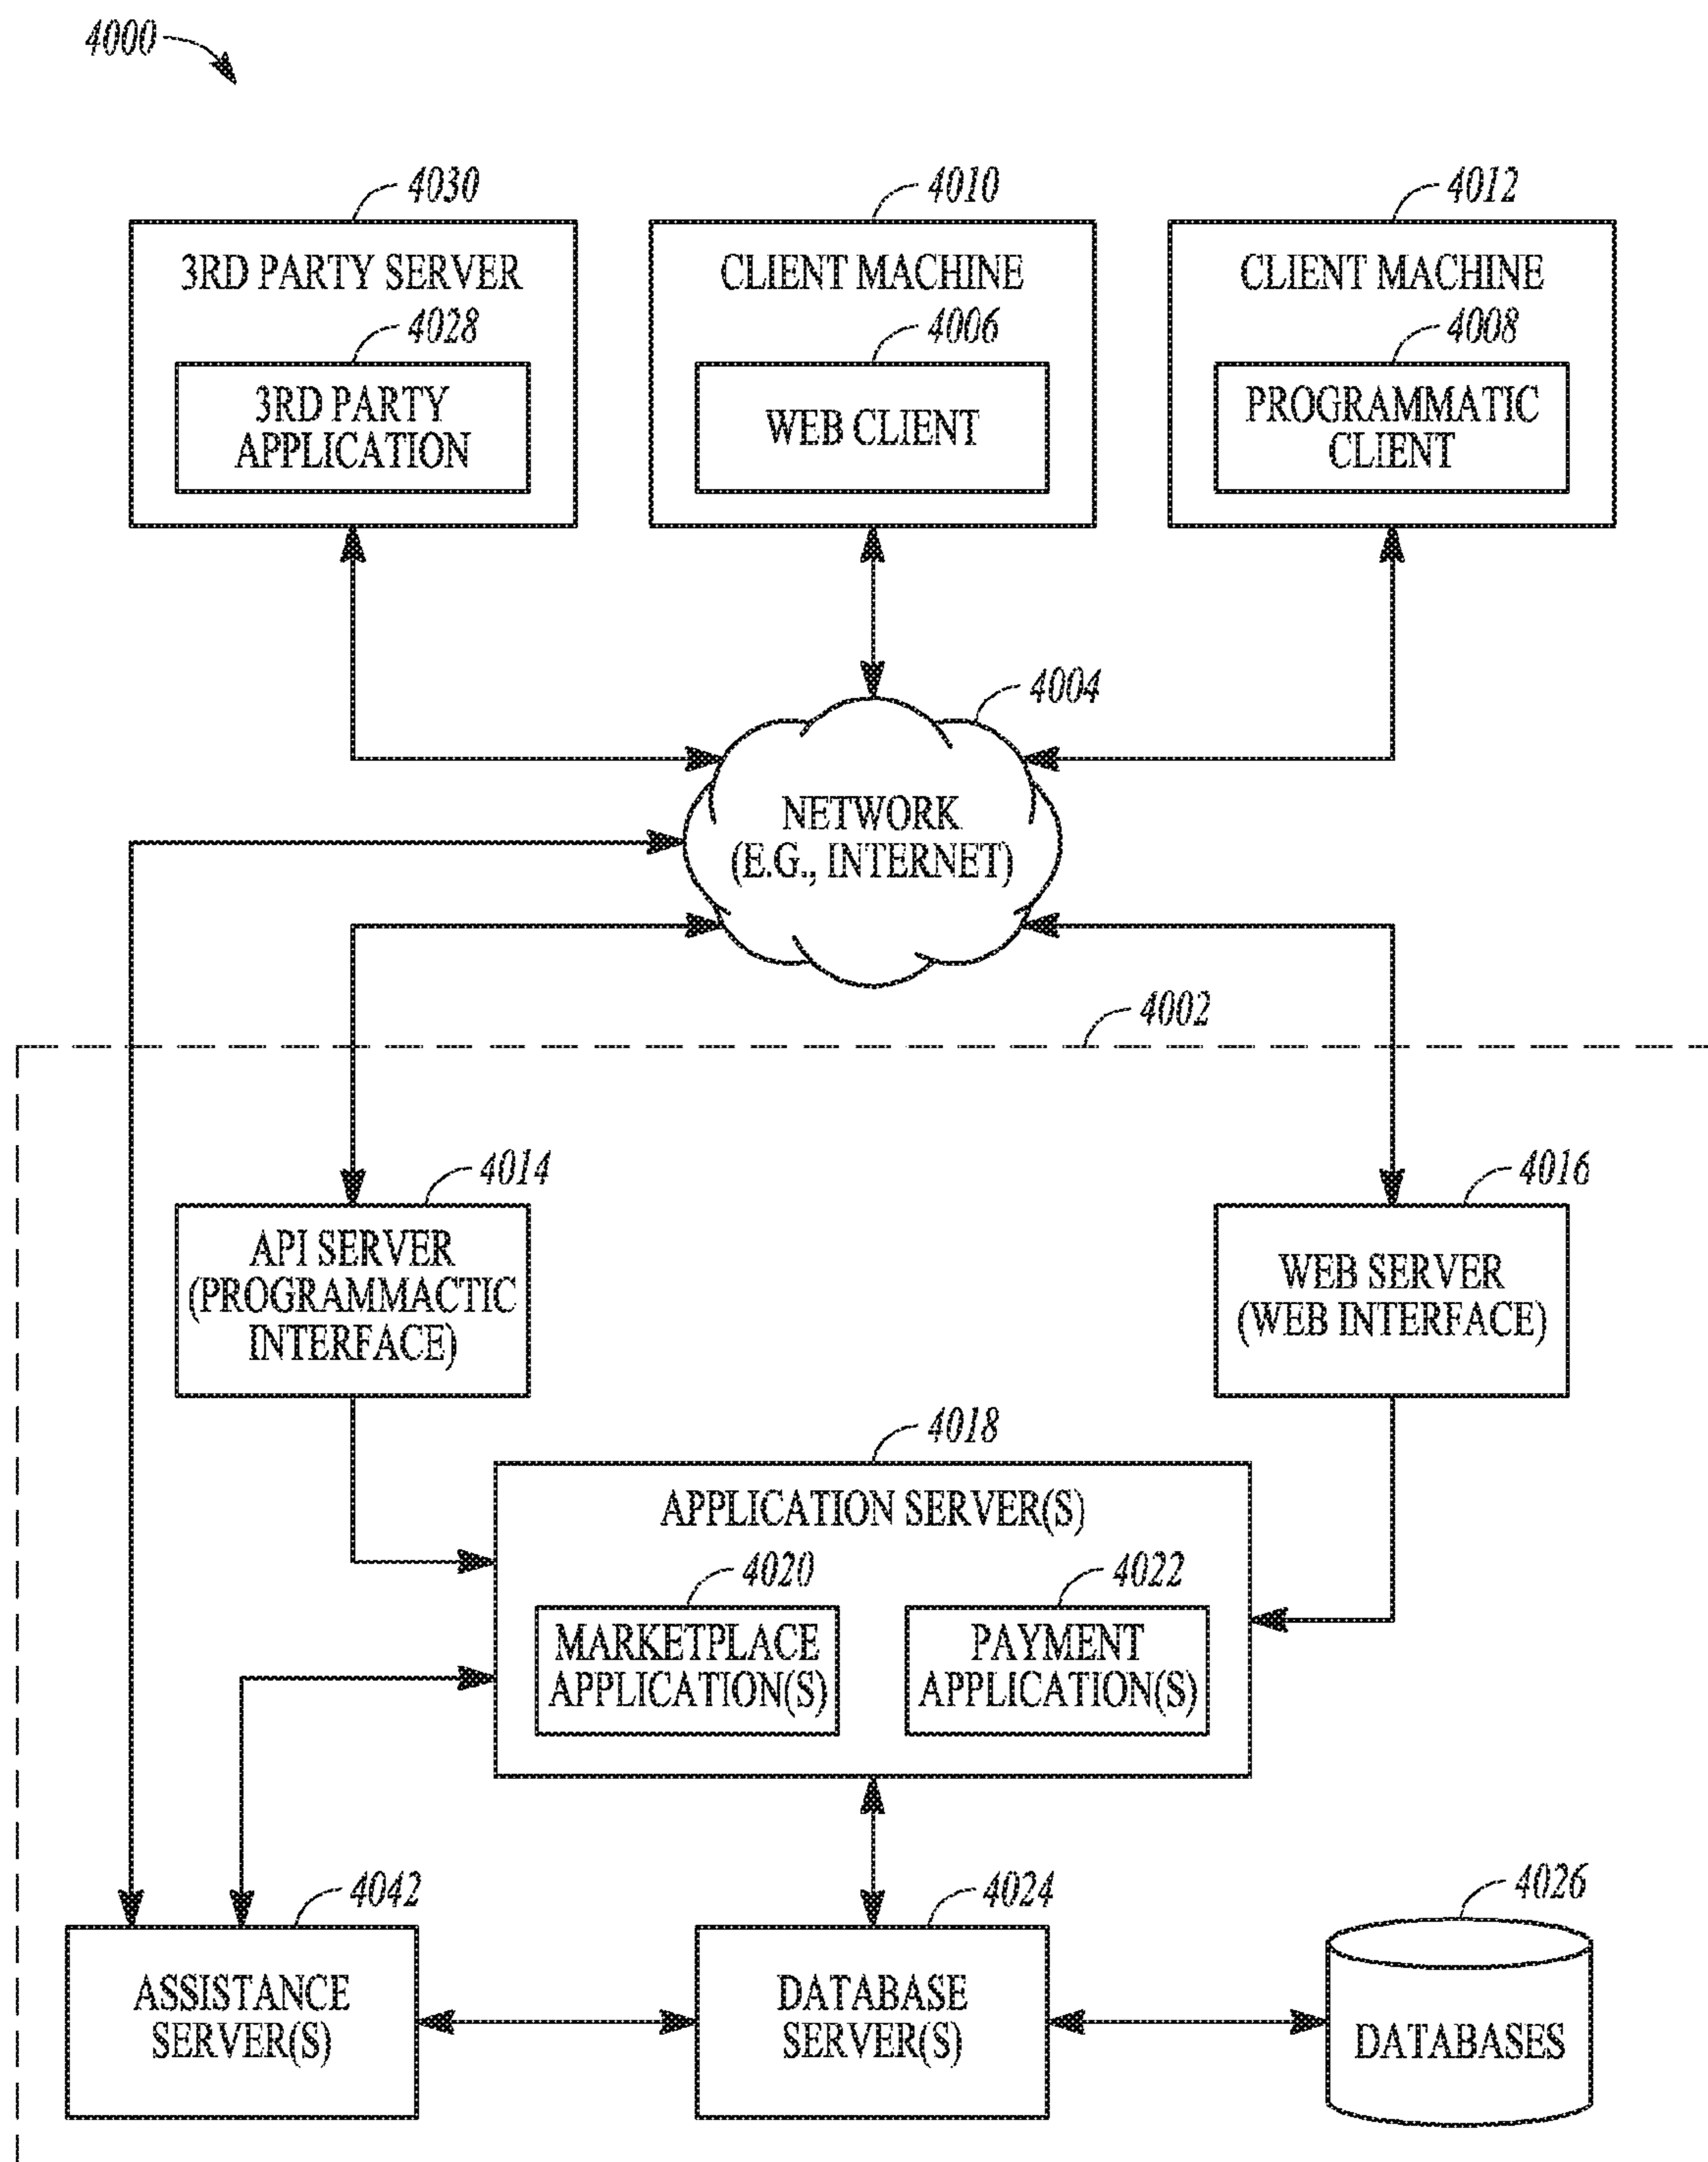 4000
4030
3RD PARTY SERVER
4028
3RD PARTY
APPLICATION
4010
CLIENT MACHINE
4006
WEB CLIENT
4012
CLIENT MACHINE
4008
PROGRAMMATIC
CLIENT
4004
NETWORK
(E.G., INTERNET)
4002
4014
API SERVER
(PROGRAMMACTIC
INTERFACE)
4016
WEB SERVER
(WEB INTERFACE)
4018
APPLICATION SERVER(S)
4020
MARKETPLACE
APPLICATION(S)
4022
PAYMENT
APPLICATION(S)
4042
ASSISTANCE
SERVER(S)
4024
DATABASE
SERVER(S)
4026
DATABASES